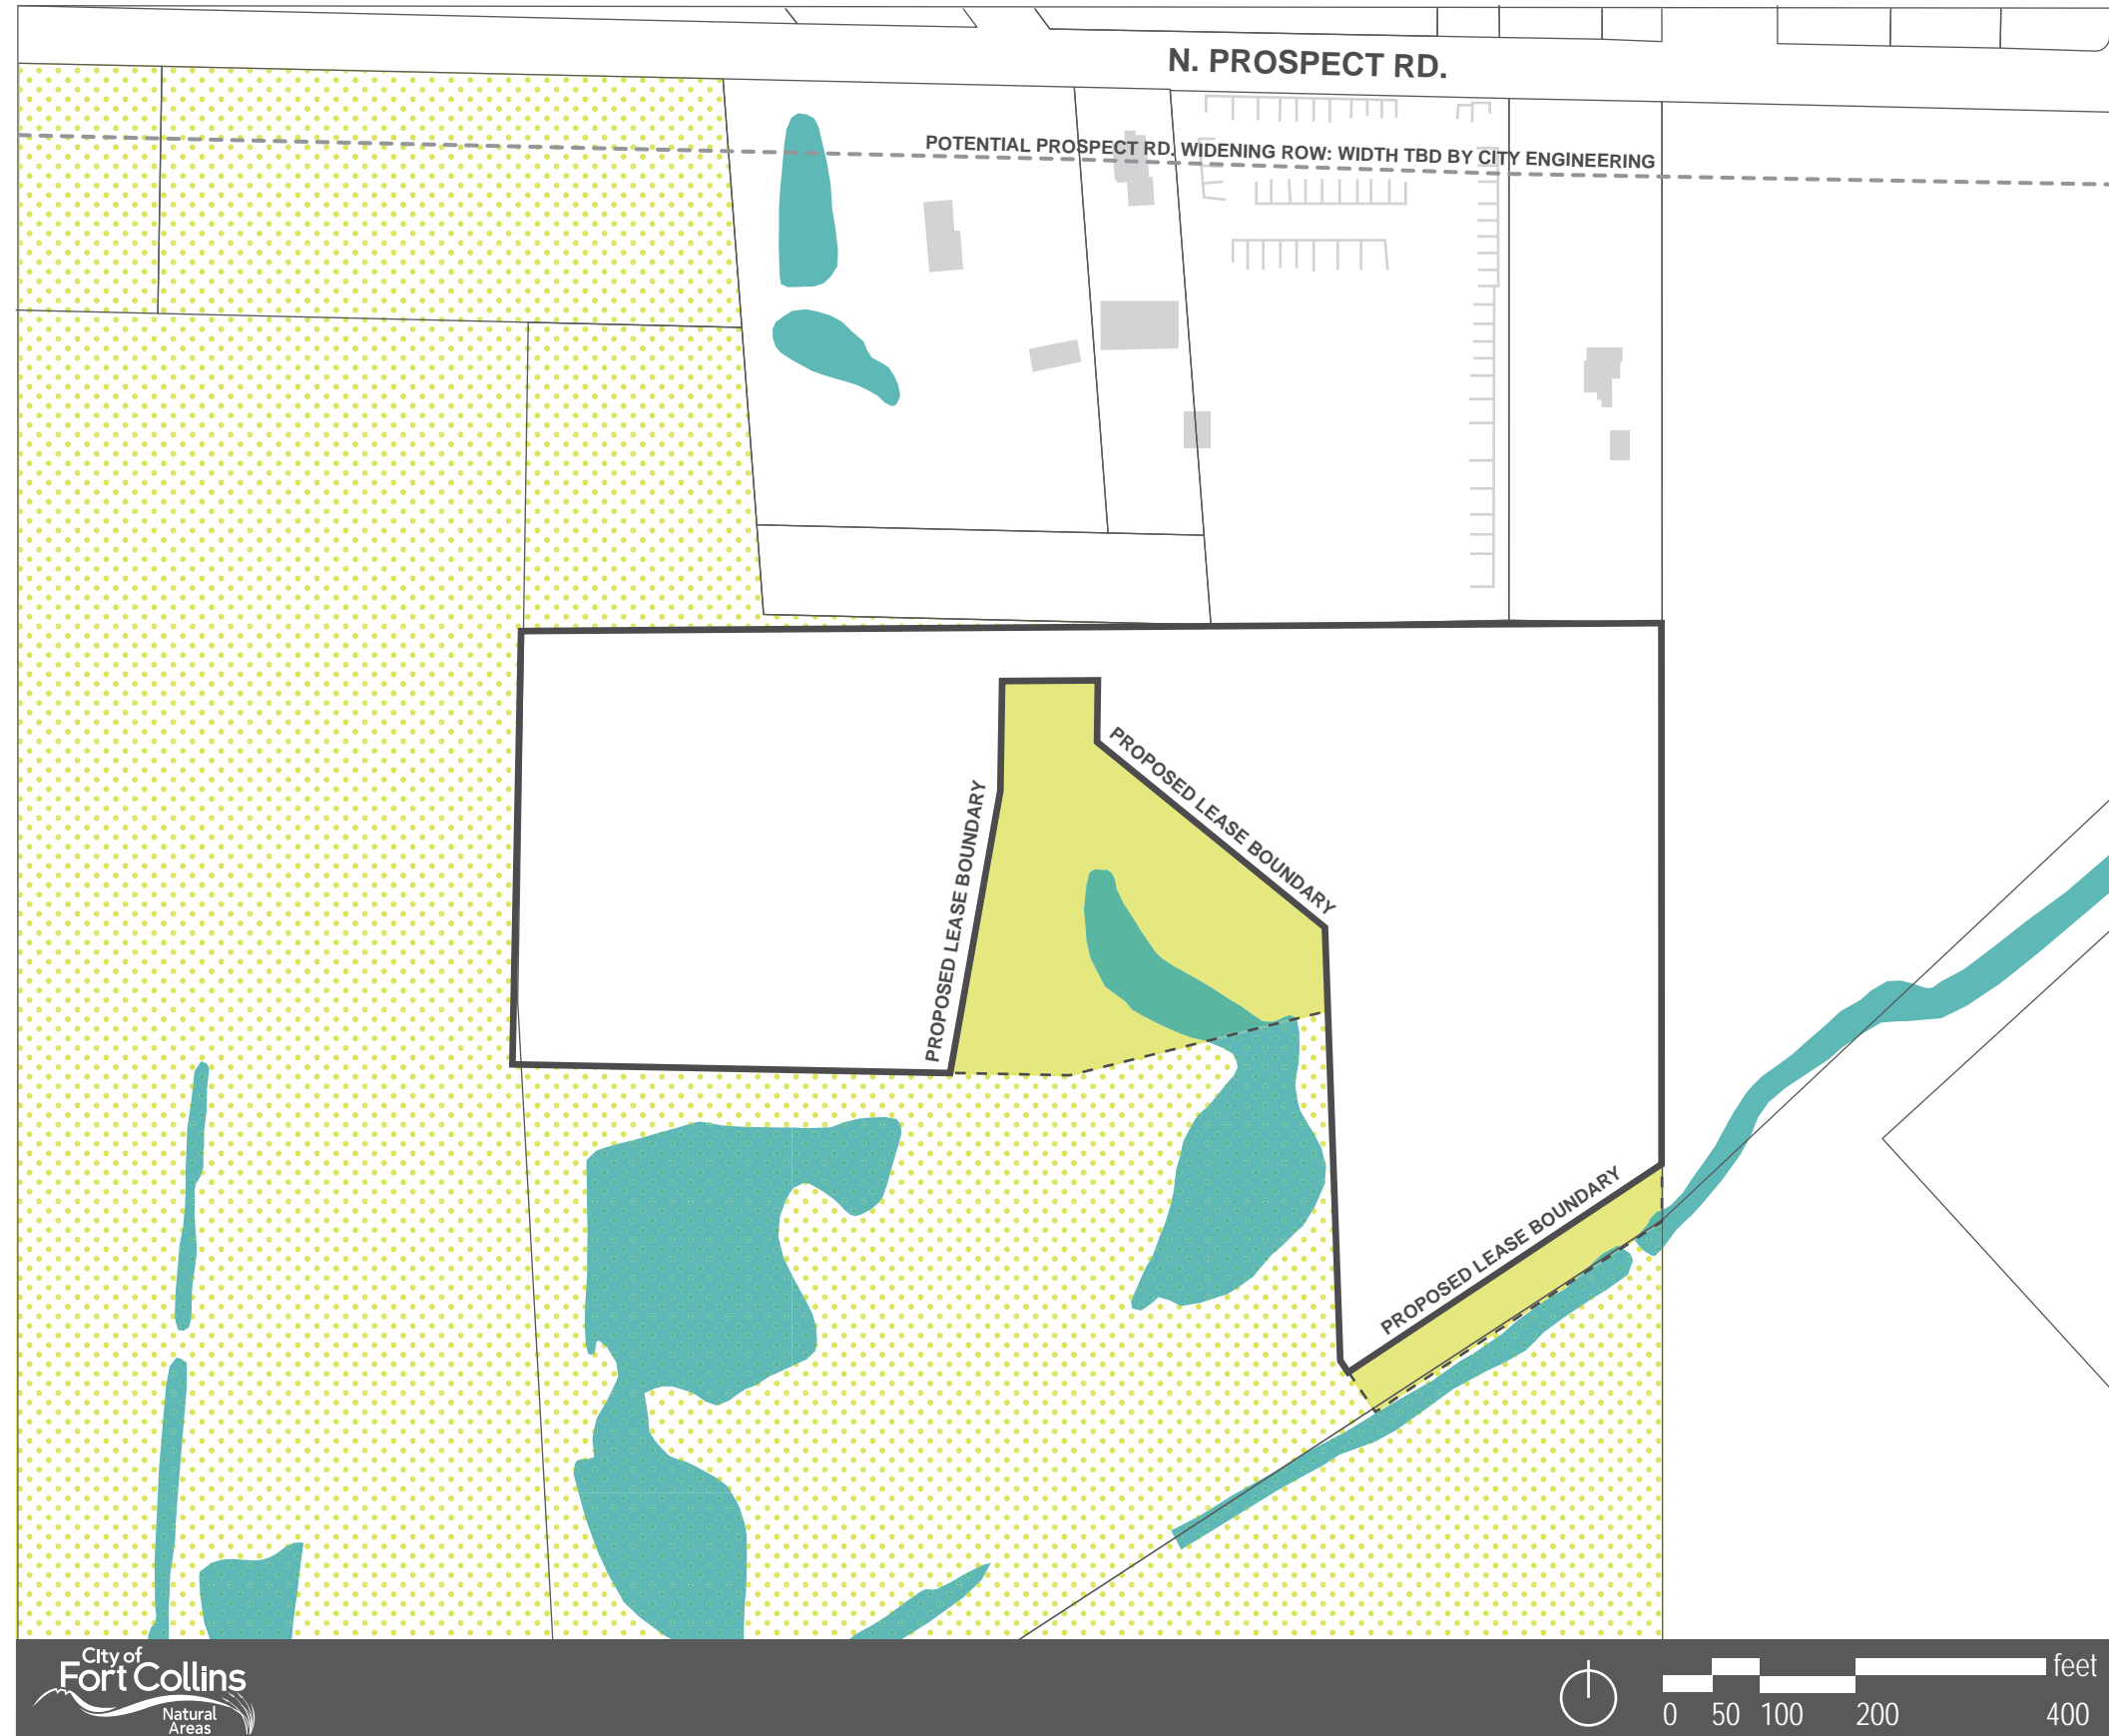 N. PROSPECT RD.
POTENTIAL PROSPECT RD. WIDENING ROW: WIDTH TBD BY CITY ENGINEERING
PROPOSED LEASE BOUNDARY
PROPOSED LEASE BOUNDARY
PROPOSED LEASE BOUNDARY
City of
Fort Collins
Natural
Areas
feet
0 50 100 200 400